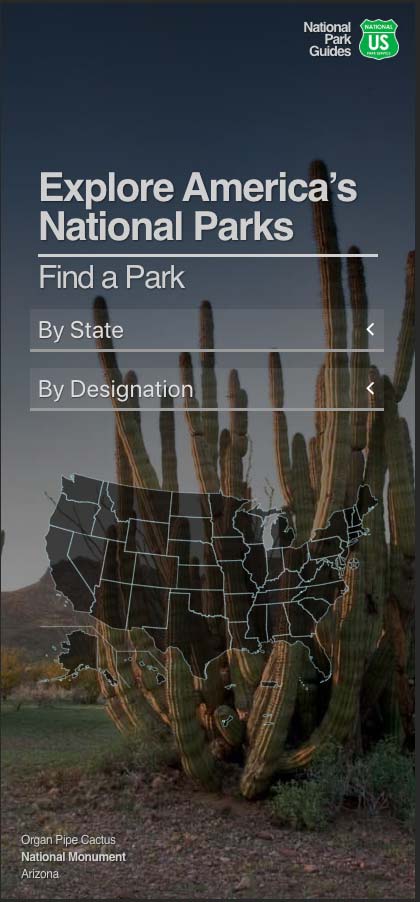 National
Park
Guides
NATIONAL
US
PARK SERVICE
Explore America's
National Parks
Find a Park
By State
By Designation
Organ Pipe Cactus
National Monument
Arizona